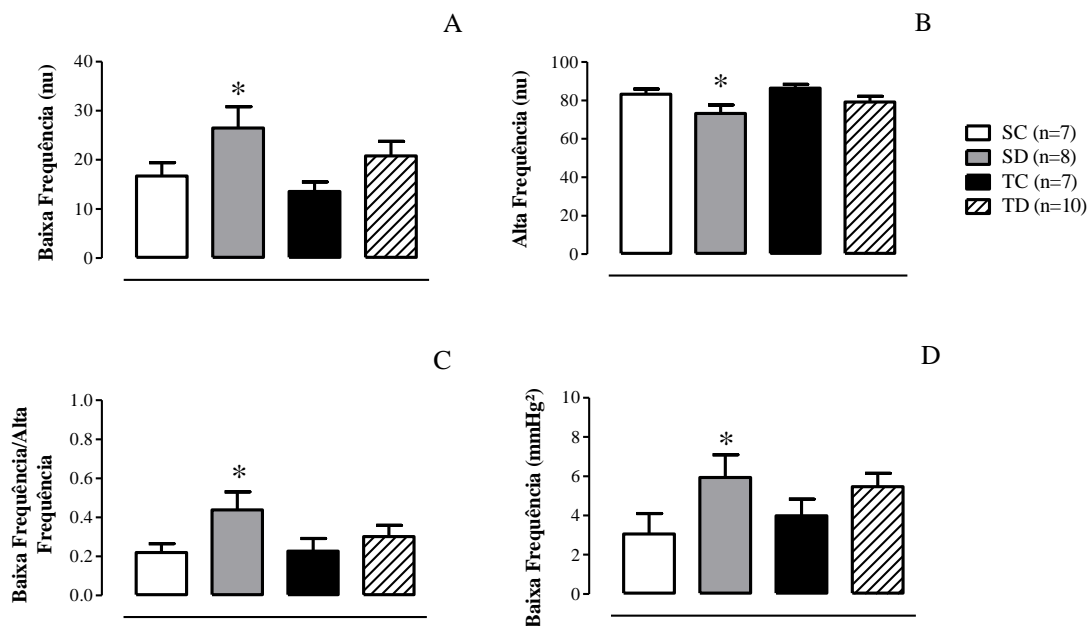 A
Baixa Frequência (nu)
50
40
30
20
10
0
*
B
Alta Frequência (nu)
100
80
60
40
20
0
*
SC (n=7)
SD (n=8)
TC (n=7)
TD (n=10)
C
Baixa Frequência/Alta
Frequência
1.0
0.8
0.6
0.4
0.2
0.0
*
D
Baixa Frequência (mmHg²)
10
8
6
4
2
0
*